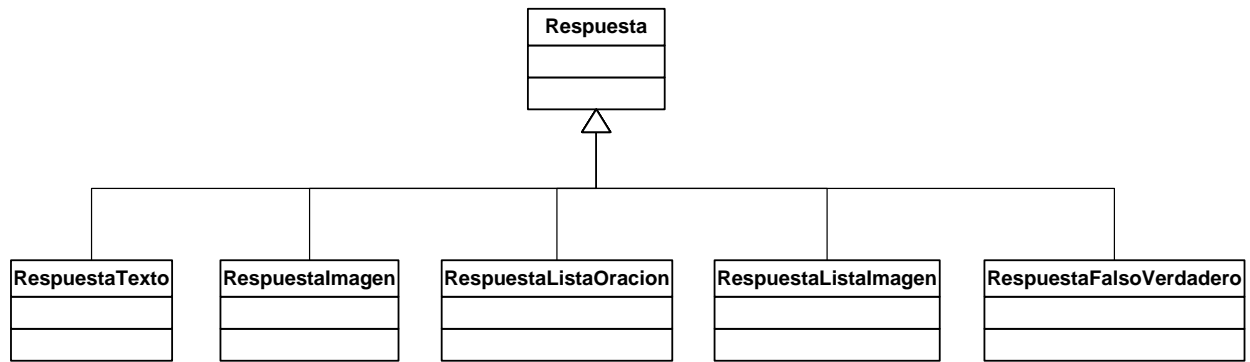 Respuesta
RespuestaTexto
RespuestaImagen
RespuestaListaOracion
RespuestaListaImagen
RespuestaFalsoVerdadero